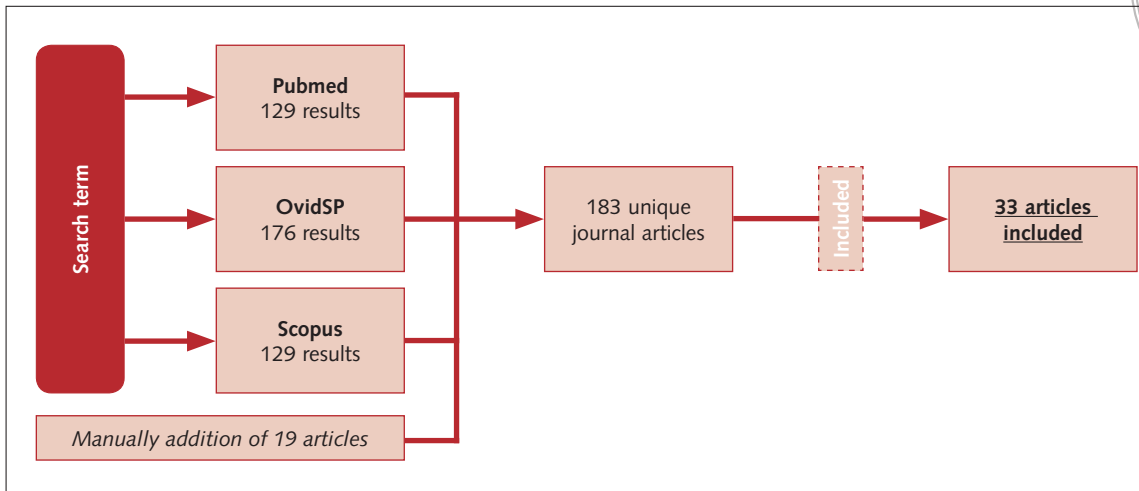 Search term
Pubmed
129 results
OvidSP
176 results
Scopus
129 results
Manually addition of 19 articles
183 unique
journal articles
Included
33 articles
included